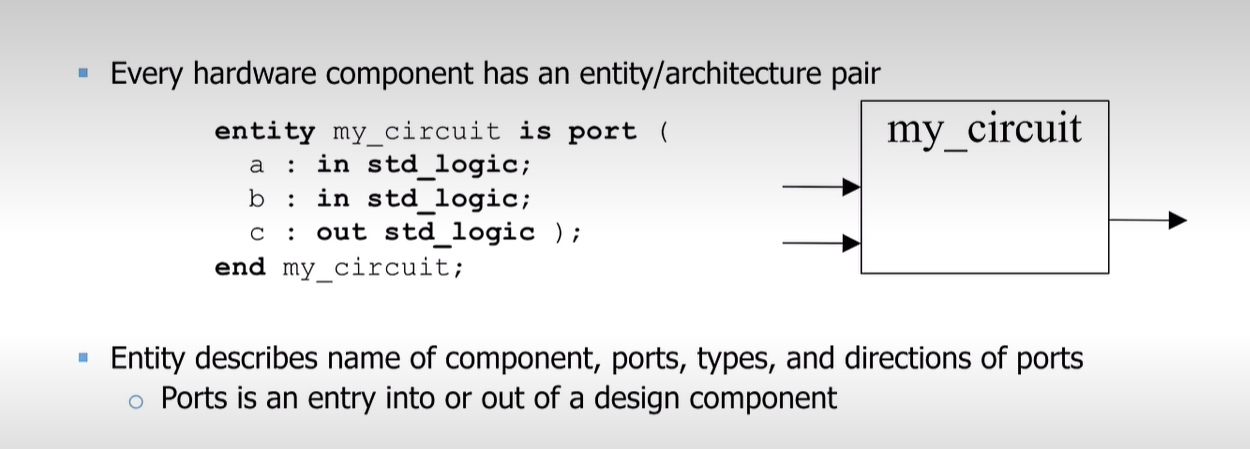 Every hardware component has an entity/architecture pair
entity my_circuit is port (
a : in std_logic;
b : in std_logic;
c : out std_logic );
end my_circuit;
my_circuit
Entity describes name of component, ports, types, and directions of ports
Ports is an entry into or out of a design component